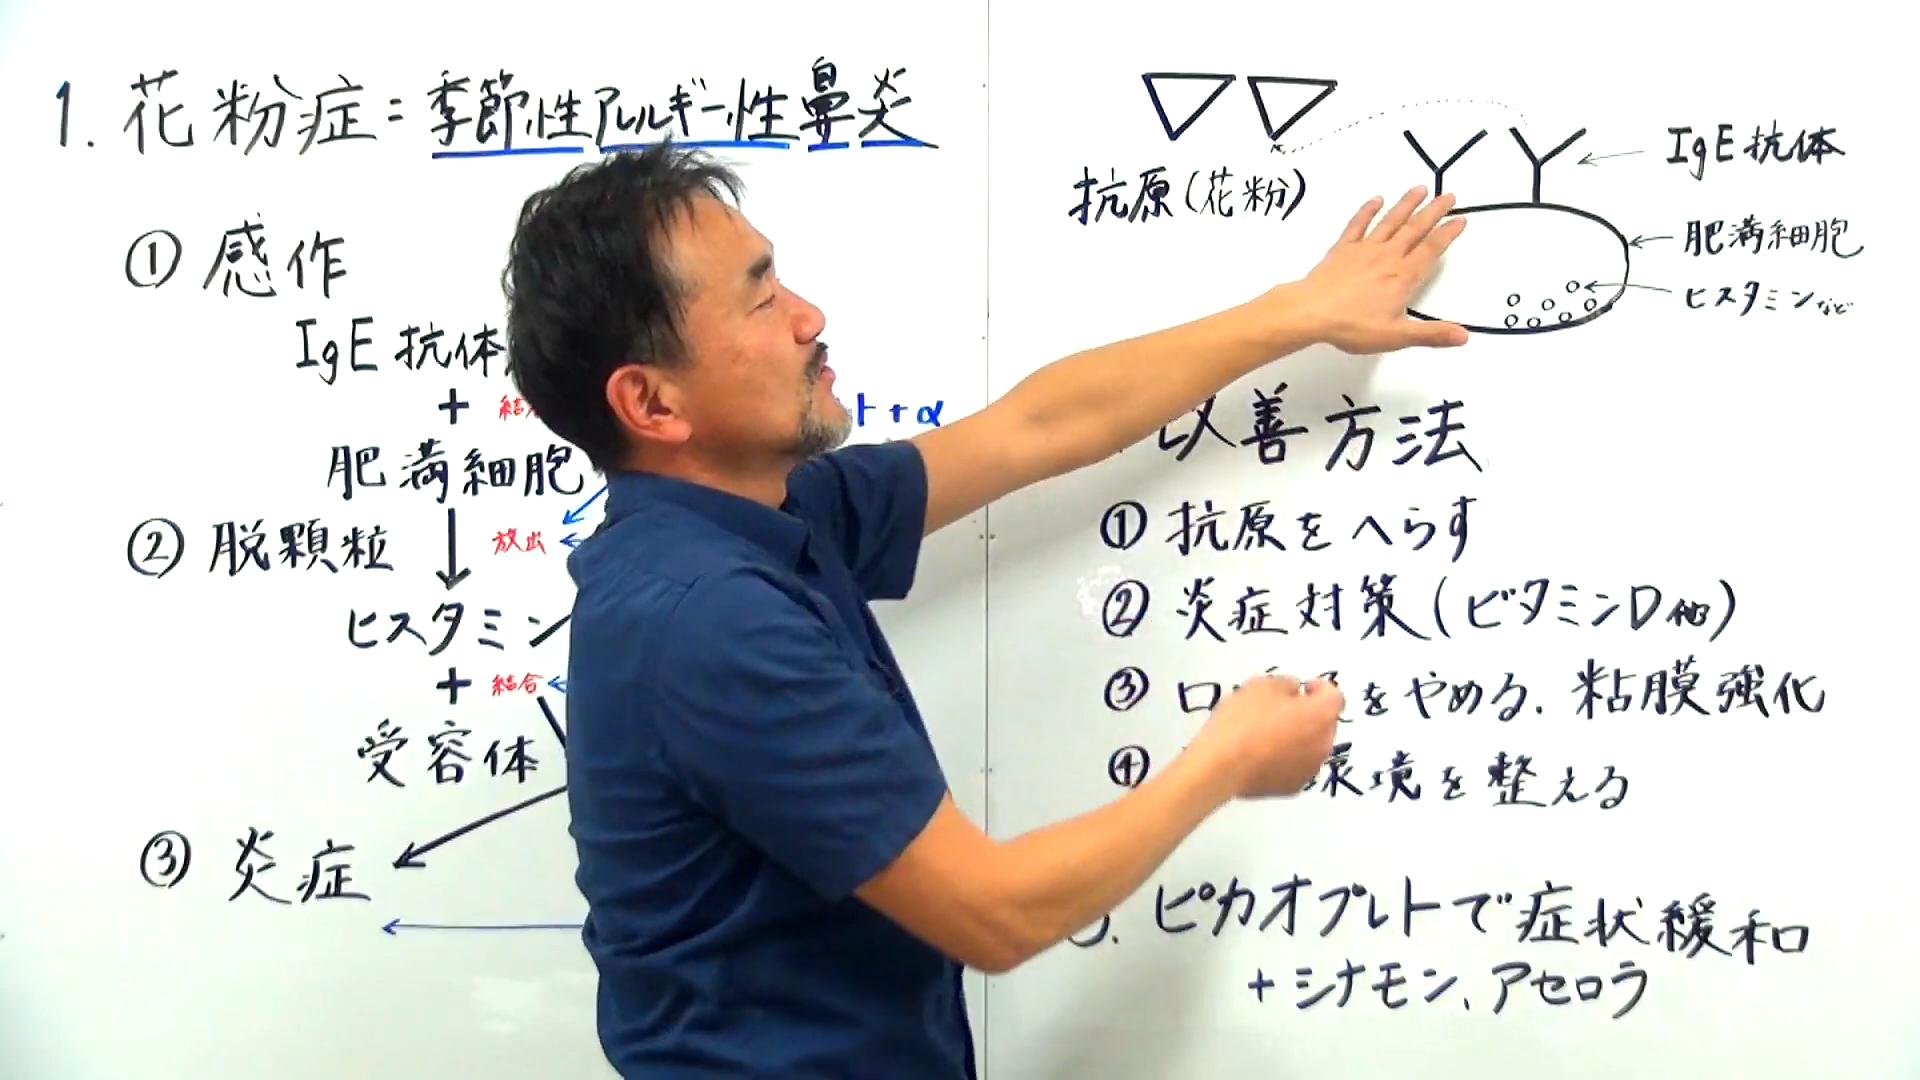 1. 花粉症=季節性アレルギー性鼻炎
① 感作
IgE 抗体
+
肥満細胞
② 脱顆粒 放出
ヒスタミン
+ 結合
受容体
③ 炎症
ト+α
抗原(花粉)
IgE 抗体
肥満細胞
ヒスタミンなど
改善方法
① 抗原をへらす
② 炎症対策(ビタミンD他)
③ 口をやめる. 粘膜強化
④ 環境を整える
ピカオプレトで症状緩和
+シナモン、アセロラ